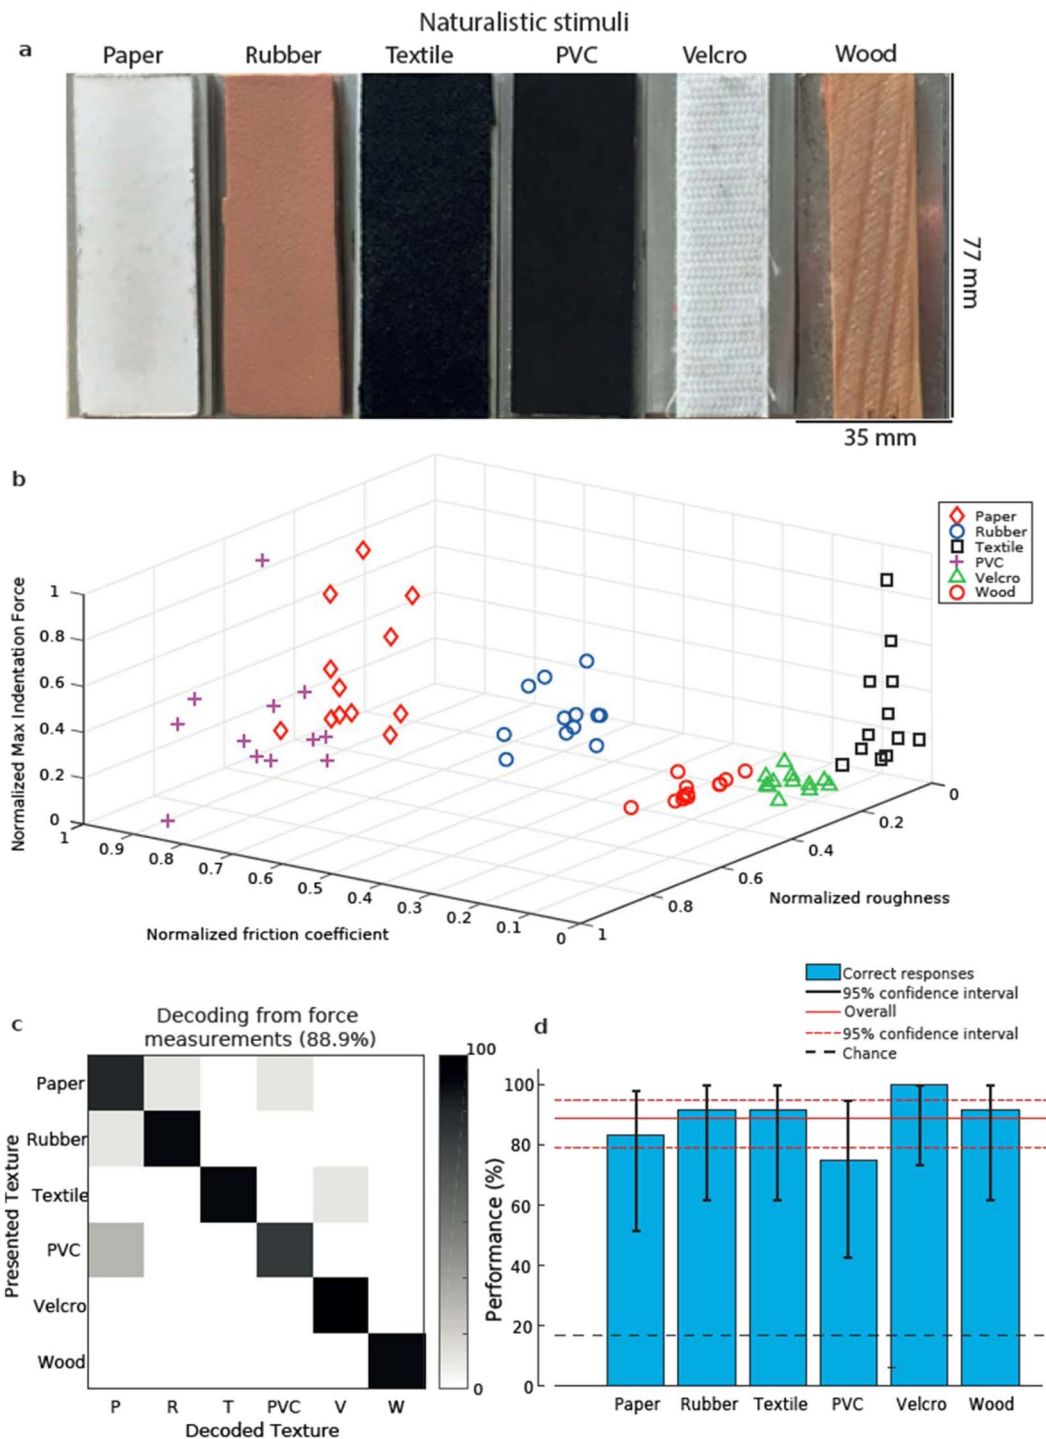 Naturalistic stimuli
a
Paper Rubber Textile PVC Velcro Wood
77 mm
35 mm
b
Normalized Max Indentation Force
1
0.8
0.6
0.4
0.2
0
1 0.9 0.8 0.7 0.6 0.5 0.4 0.3 0.2 0.1 0
Normalized friction coefficient
1 0.8 0.6 0.4 0.2 0
Normalized roughness
Paper
Rubber
Textile
PVC
Velcro
Wood
c
Decoding from force
measurements (88.9%)
Presented Texture
Paper
Rubber
Textile
PVC
Velcro
Wood
P R T PVC V W
Decoded Texture
100
0
d
Correct responses
95% confidence interval
Overall
95% confidence interval
Chance
Performance (%)
100
80
60
40
20
0
Paper Rubber Textile PVC Velcro Wood